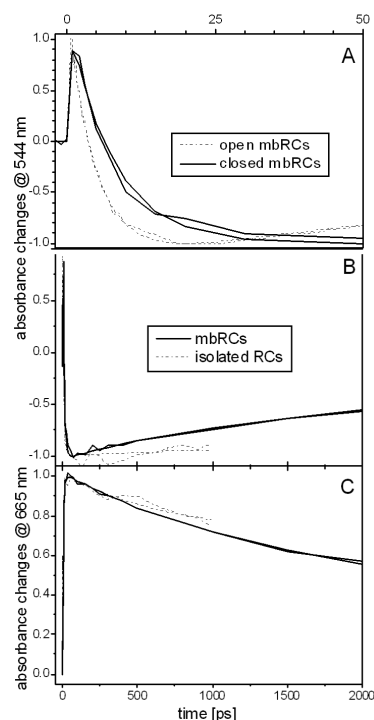 0 25 50
A
1.0
0.5
0.0
-0.5
-1.0
open mbRCs
closed mbRCs
absorbance changes @ 544 nm
B
0.5
0.0
-0.5
-1.0
mbRCs
isolated RCs
C
1.0
0.8
0.6
0.4
0.2
0.0
absorbance changes @ 665 nm
0 500 1000 1500 2000
time [ps]